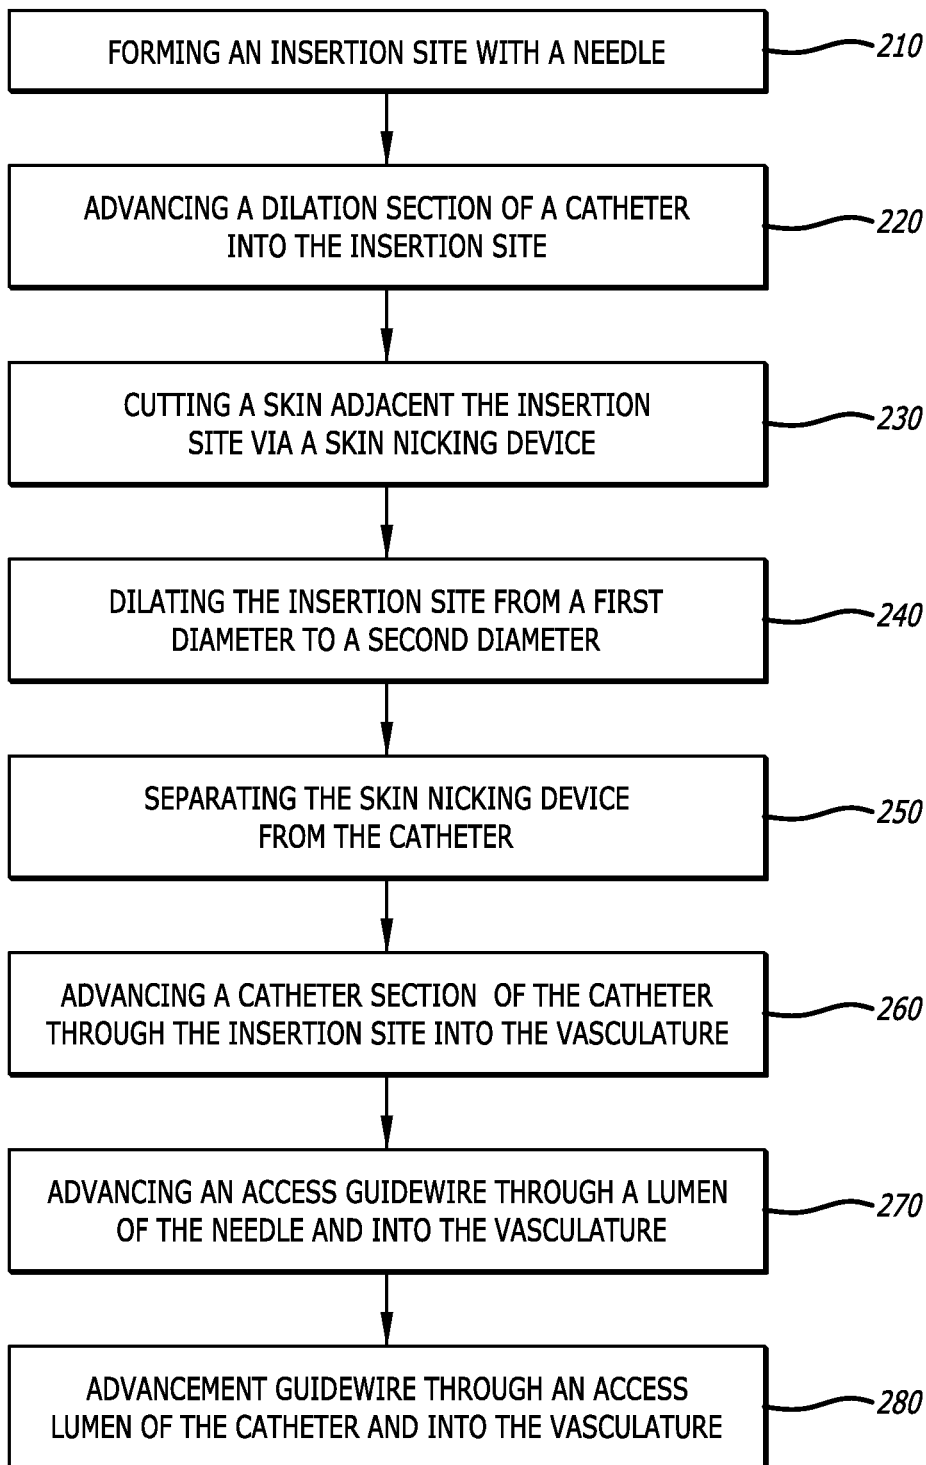 FORMING AN INSERTION SITE WITH A NEEDLE
210
ADVANCING A DILATION SECTION OF A CATHETER
INTO THE INSERTION SITE
220
CUTTING A SKIN ADJACENT THE INSERTION
SITE VIA A SKIN NICKING DEVICE
230
DILATING THE INSERTION SITE FROM A FIRST
DIAMETER TO A SECOND DIAMETER
240
SEPARATING THE SKIN NICKING DEVICE
FROM THE CATHETER
250
ADVANCING A CATHETER SECTION OF THE CATHETER
THROUGH THE INSERTION SITE INTO THE VASCULATURE
260
ADVANCING AN ACCESS GUIDEWIRE THROUGH A LUMEN
OF THE NEEDLE AND INTO THE VASCULATURE
270
ADVANCEMENT GUIDEWIRE THROUGH AN ACCESS
LUMEN OF THE CATHETER AND INTO THE VASCULATURE
280